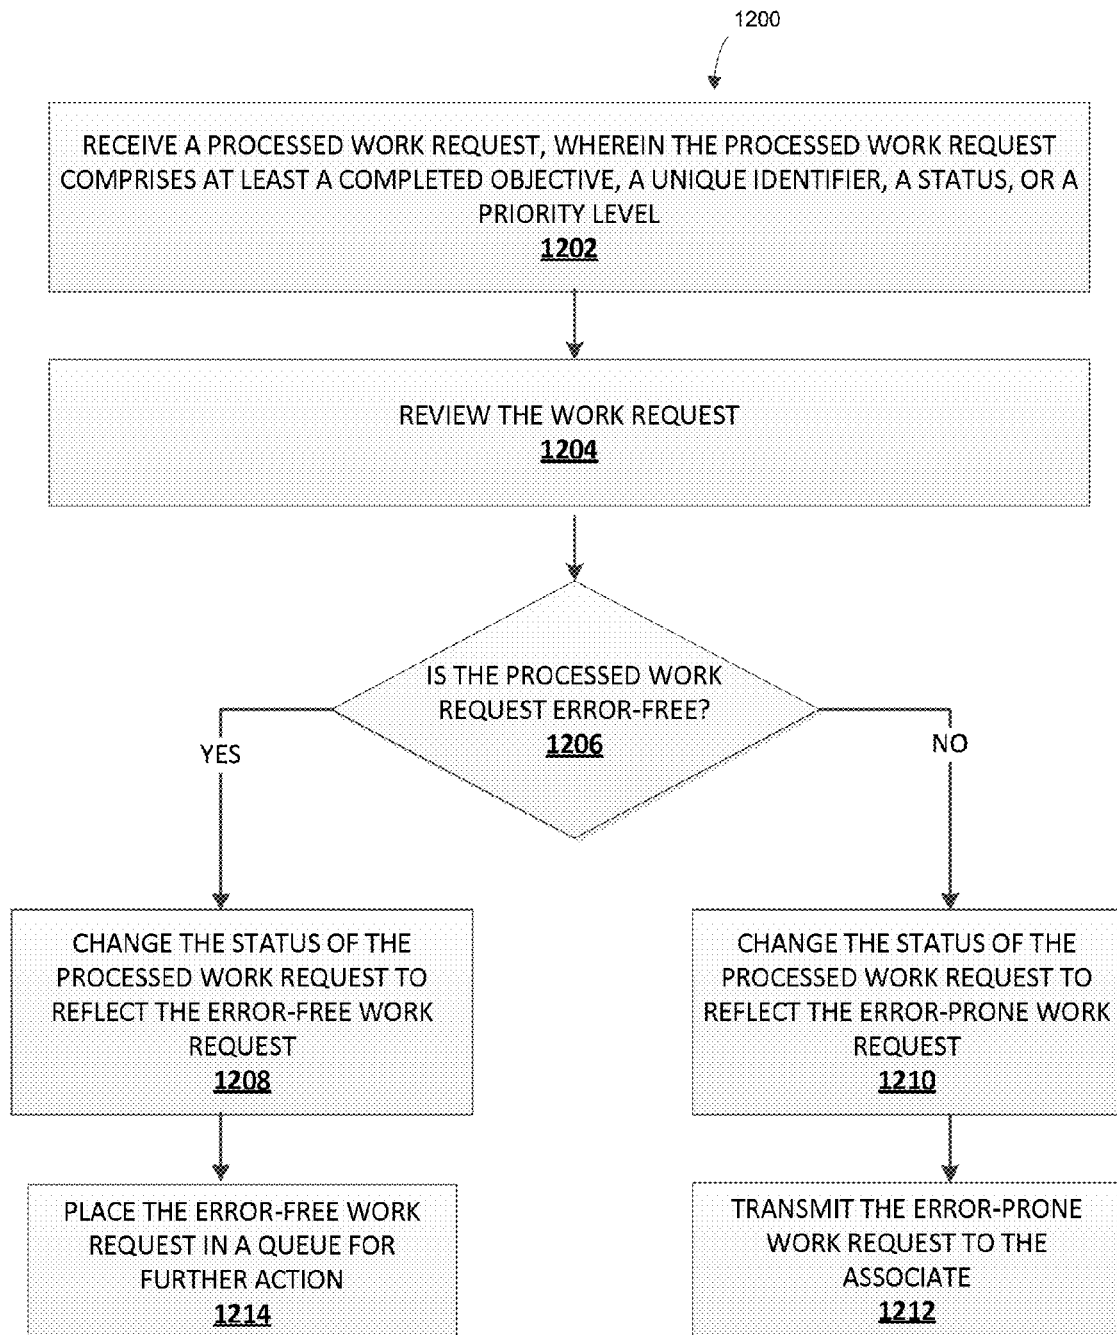 1200
RECEIVE A PROCESSED WORK REQUEST, WHEREIN THE PROCESSED WORK REQUEST
COMPRISES AT LEAST A COMPLETED OBJECTIVE, A UNIQUE IDENTIFIER, A STATUS, OR A
PRIORITY LEVEL
1202
REVIEW THE WORK REQUEST
1204
IS THE PROCESSED WORK
REQUEST ERROR-FREE?
1206
YES
NO
CHANGE THE STATUS OF THE
PROCESSED WORK REQUEST TO
REFLECT THE ERROR-FREE WORK
REQUEST
1208
CHANGE THE STATUS OF THE
PROCESSED WORK REQUEST TO
REFLECT THE ERROR-PRONE WORK
REQUEST
1210
PLACE THE ERROR-FREE WORK
REQUEST IN A QUEUE FOR
FURTHER ACTION
1214
TRANSMIT THE ERROR-PRONE
WORK REQUEST TO THE
ASSOCIATE
1212